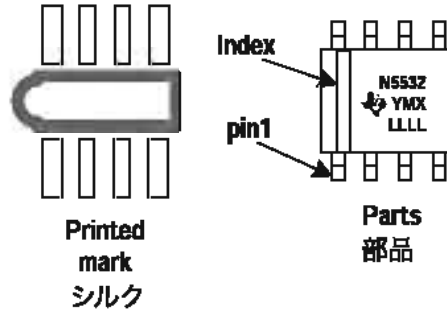 Index
N5532
YMX
LLLL
pin1
Printed
mark
シルク
Parts
部品